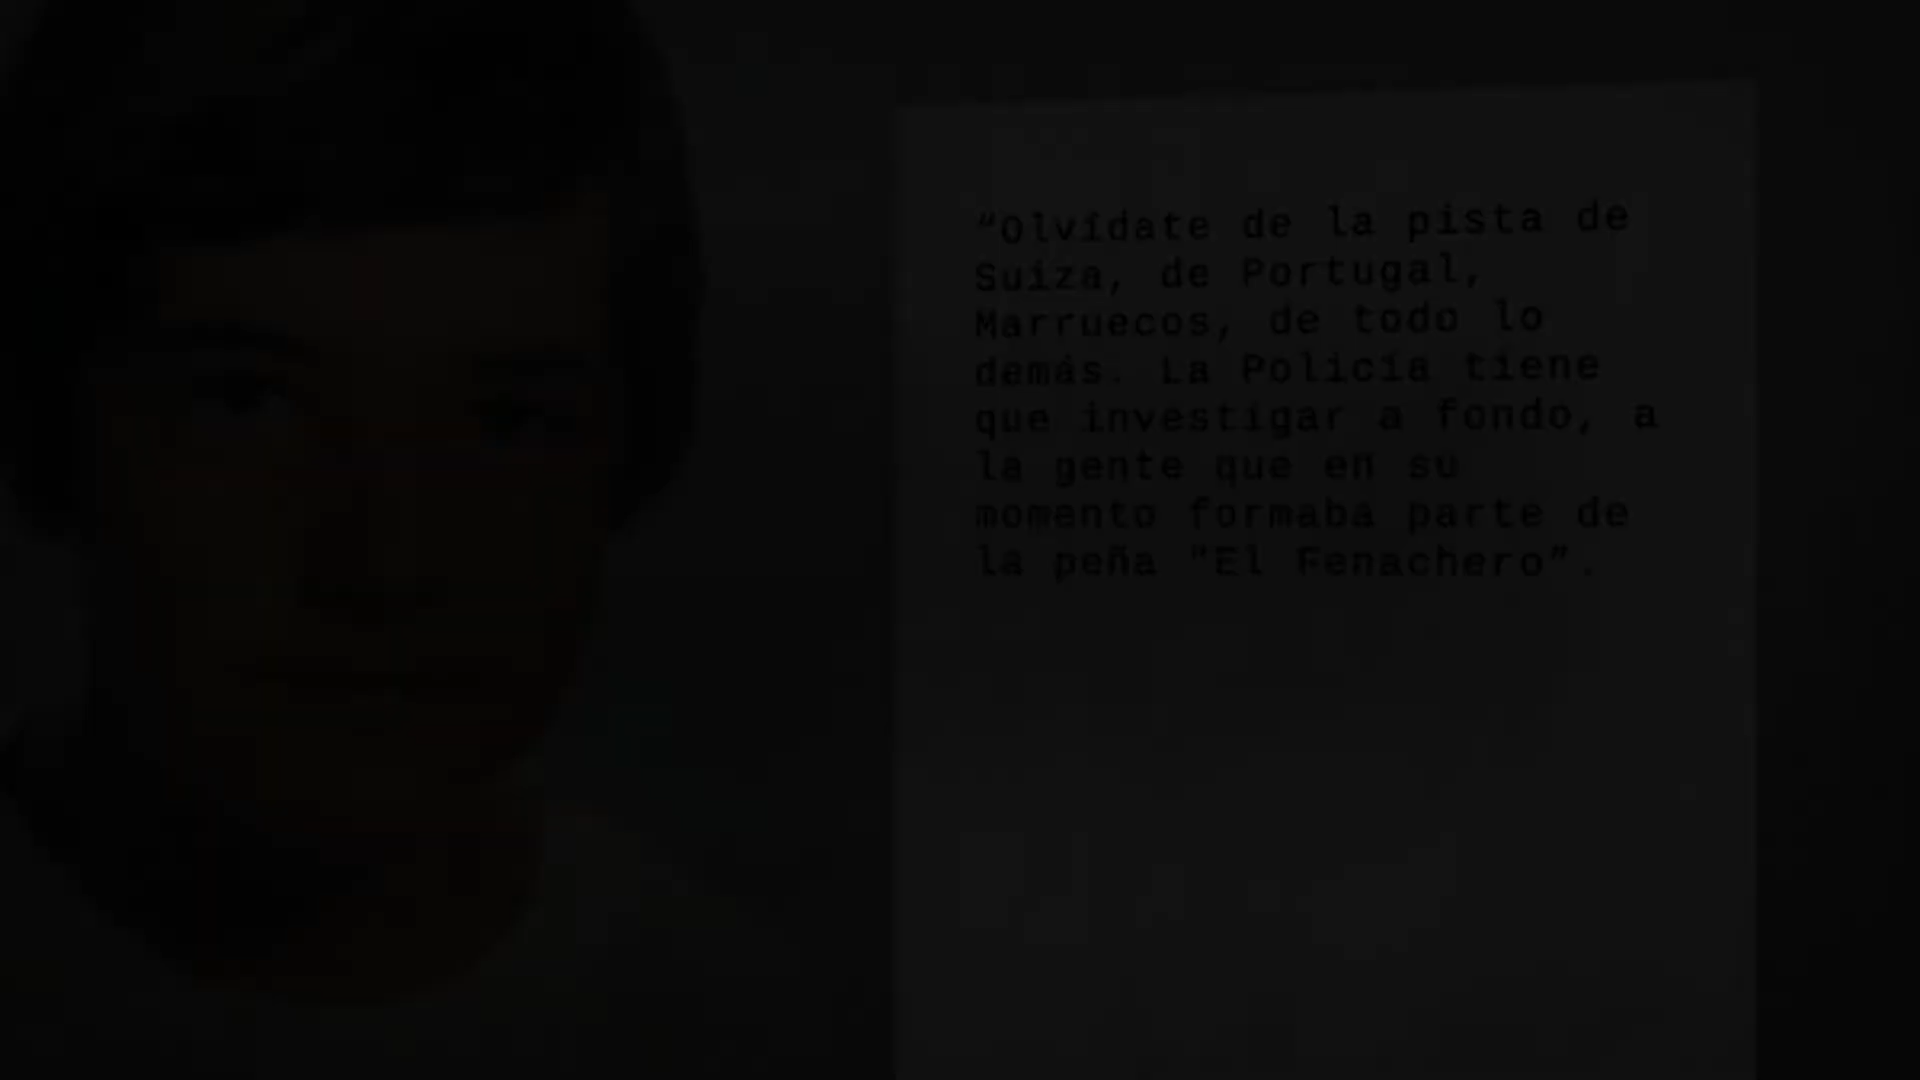 “Olvídate de la pista de
Suiza, de Portugal,
Marruecos, de todo lo
demás. La Policía tiene
que investigar a fondo, a
la gente que en su
momento formaba parte de
la peña "El Fenachero”.